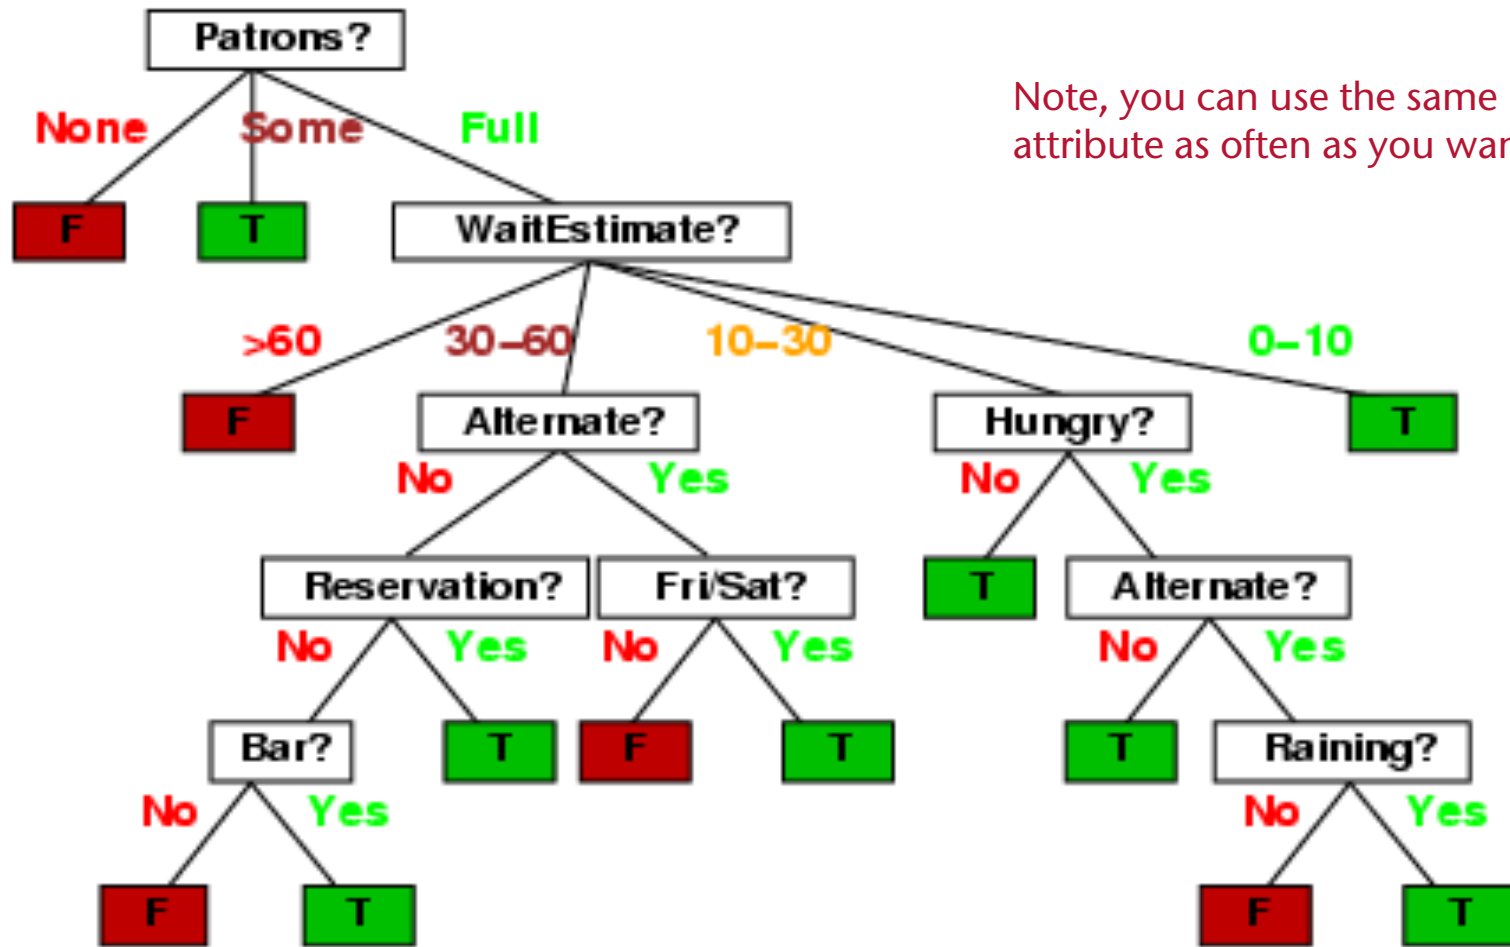 Patrons?
Note, you can use the same
attribute as often as you wan
None Some Full
F T WaitEstimate?
>60 30–60 10–30 0–10
F Alternate? Hungry? T
No Yes No Yes
Reservation? Fri/Sat? T Alternate?
No Yes No Yes No Yes
Bar? T F T T Raining?
No Yes No Yes
F T F T